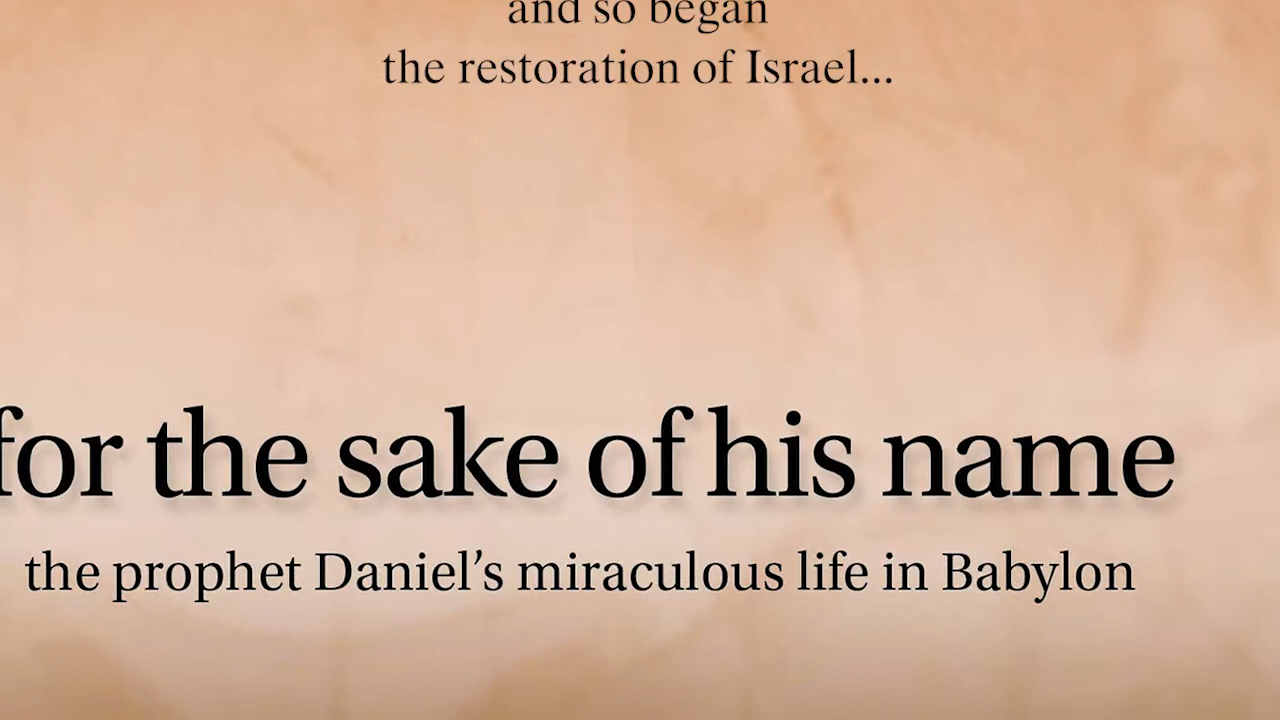 and so began
the restoration of Israel...
for the sake of his name
the prophet Daniel’s miraculous life in Babylon